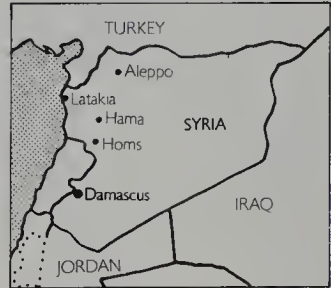 TURKEY
Aleppo
Latakia
Hama
SYRIA
Homs
Damascus
IRAQ
JORDAN